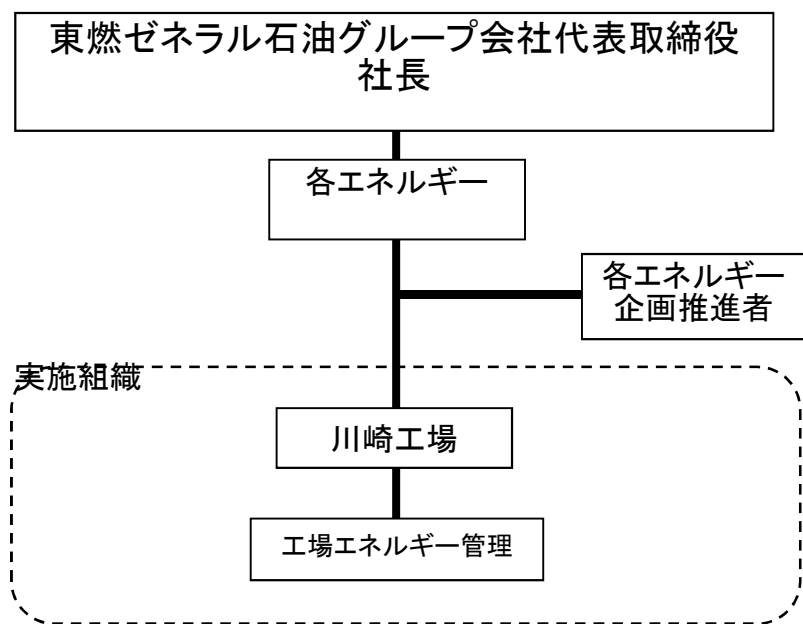 東燃ゼネラル石油グループ会社代表取締役
社長
各エネルギー
各エネルギー
企画推進者
実施組織
川崎工場
工場エネルギー管理